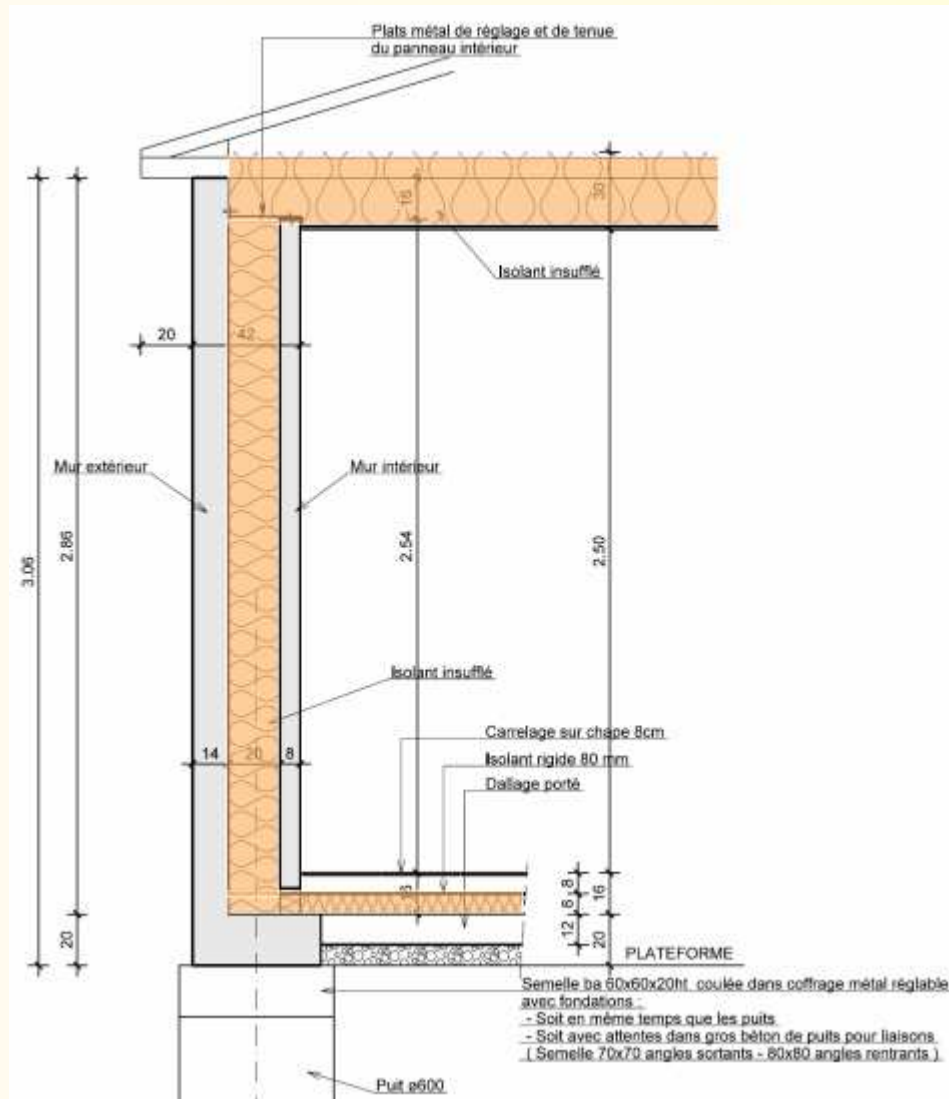 Plats métal de réglage et de tenue
du panneau intérieur
16
30
Isolant insufflé
20
42
Mur extérieur
Mur intérieur
3.06
2.86
2.54
2.50
Isolant insufflé
14
20
8
Carrelage sur chape 8cm
Isolant rigide 80 mm
Dallage porté
16
8
8
16
12
20
20
PLATEFORME
Semelle ba 60x60x20ht coulée dans coffrage métal réglable
avec fondations :
- Soit en même temps que les puits
- Soit avec attentes dans gros béton de puits pour liaisons
( Semelle 70x70 angles sortants - 80x80 angles rentrants )
Puit ø600